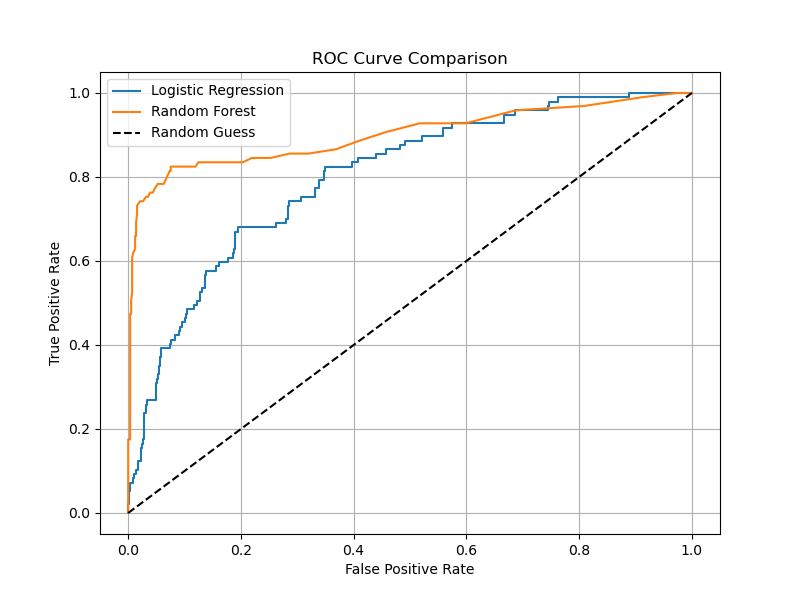 ROC Curve Comparison
Logistic Regression
Random Forest
Random Guess
1.0
0.8
0.6
0.4
0.2
0.0
True Positive Rate
0.0 0.2 0.4 0.6 0.8 1.0
False Positive Rate